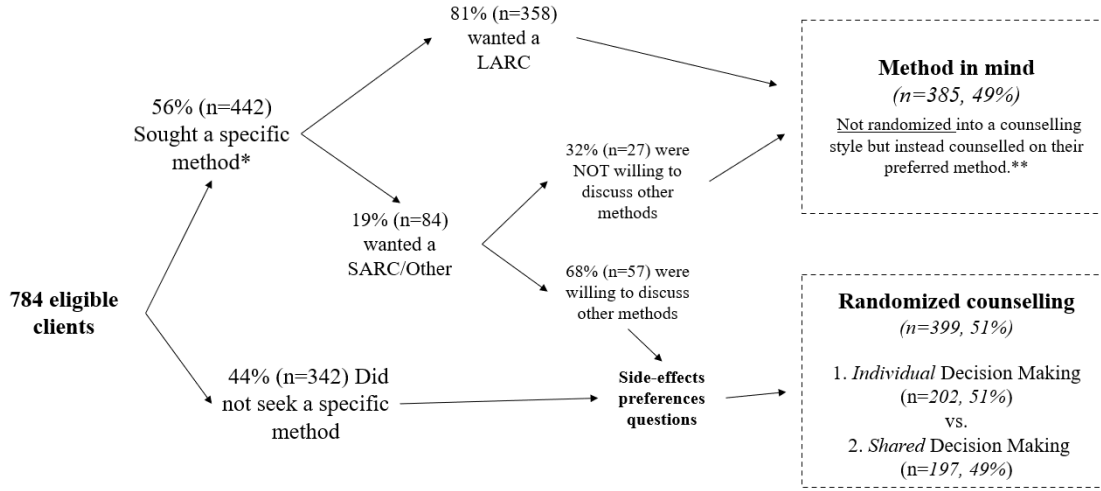 784 eligible
clients
56% (n=442)
Sought a specific
method*
44% (n=342) Did
not seek a specific
method
81% (n=358)
wanted a
LARC
19% (n=84)
wanted a
SARC/Other
32% (n=27) were
NOT willing to
discuss other
methods
68% (n=57) were
willing to discuss
other methods
Side-effects
preferences
questions
Method in mind
(n=385, 49%)
Not randomized into a counselling
style but instead counselled on their
preferred method.**
Randomized counselling
(n=399, 51%)
1. Individual Decision Making
(n=202, 51%)
vs.
2. Shared Decision Making
(n=197, 49%)